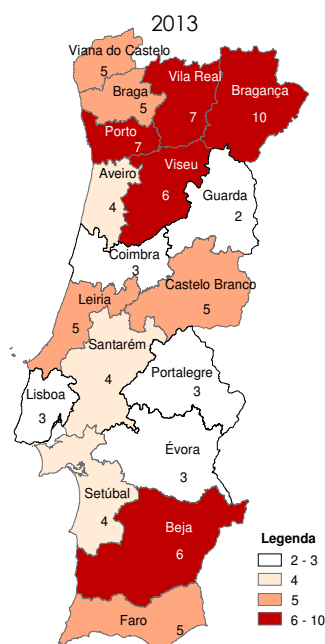 2013
Viana do Castelo
5
Braga
5
Vila Real
7
Bragança
10
Porto
7
Viseu
6
Aveiro
4
Guarda
2
Coimbra
3
Castelo Branco
5
Leiria
5
Santarém
4
Portalegre
3
Lisboa
3
Évora
3
Setúbal
4
Beja
6
Faro
5
Legenda
2 - 3
4
5
6 - 10